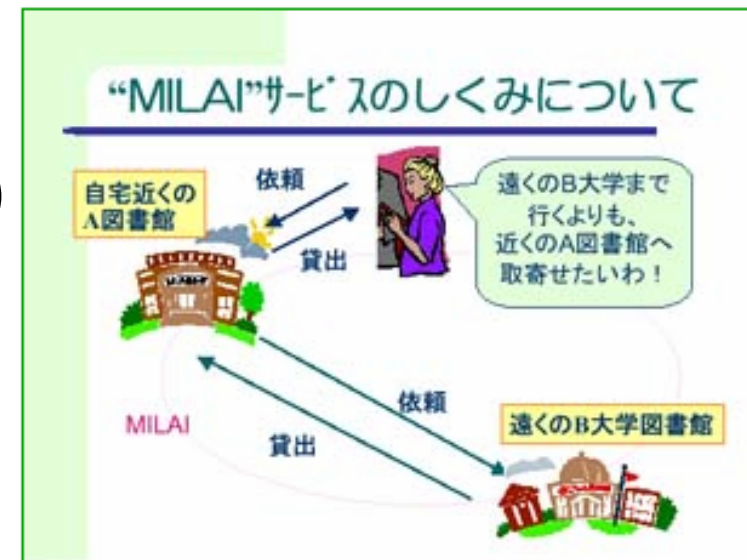 “MILAI”ｻｰﾋﾞｽのしくみについて
自宅近くの
A図書館
依頼
貸出
遠くのB大学まで
行くよりも、
近くのA図書館へ
取寄せたいわ！
MILAI
依頼
貸出
遠くのB大学図書館